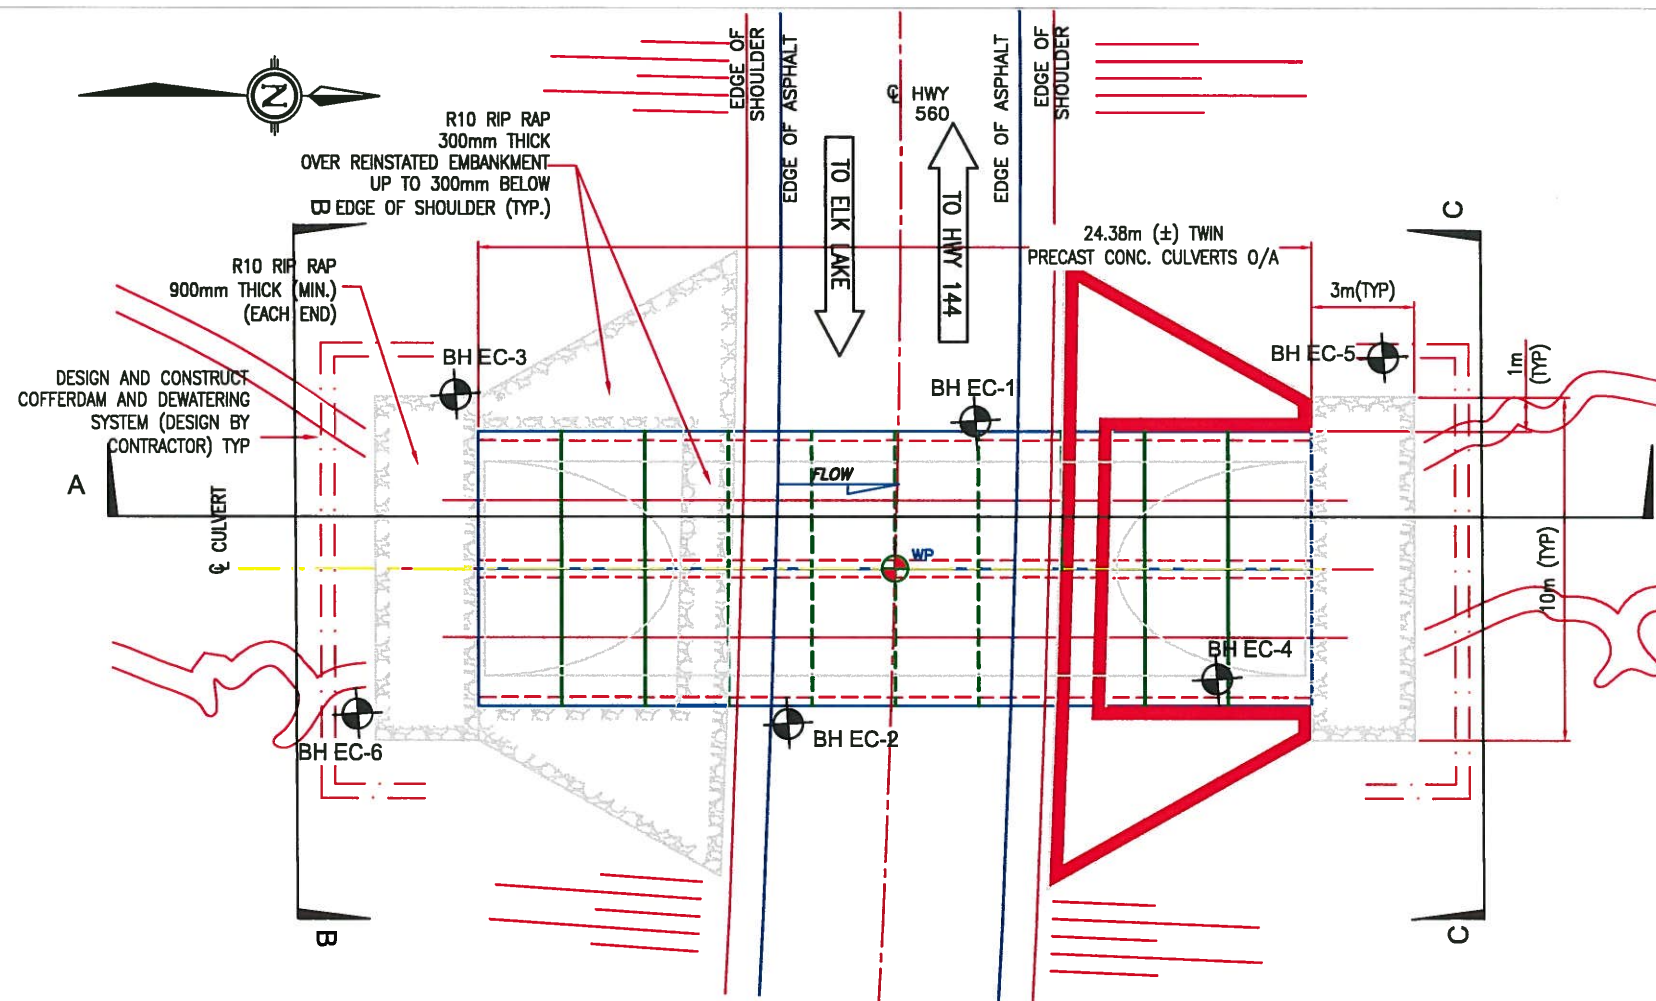 N
EDGE OF
SHOULDER
EDGE OF ASPHALT
℄ HWY
560
EDGE OF ASPHALT
EDGE OF
SHOULDER
TO ELK LAKE
TO HWY 144
R10 RIP RAP
300mm THICK
OVER REINSTATED EMBANKMENT
UP TO 300mm BELOW
EDGE OF SHOULDER (TYP.)
B
C
24.38m (±) TWIN
PRECAST CONC. CULVERTS O/A
R10 RIP RAP
900mm THICK (MIN.)
(EACH END)
3m(TYP)
1m
(TYP)
BH EC-3
BH EC-5
BH EC-1
DESIGN AND CONSTRUCT
COFFERDAM AND DEWATERING
SYSTEM (DESIGN BY
CONTRACTOR) TYP
A
FLOW
℄ CULVERT
WP
10m (TYP)
BH EC-4
BH EC-2
BH EC-6
B
C